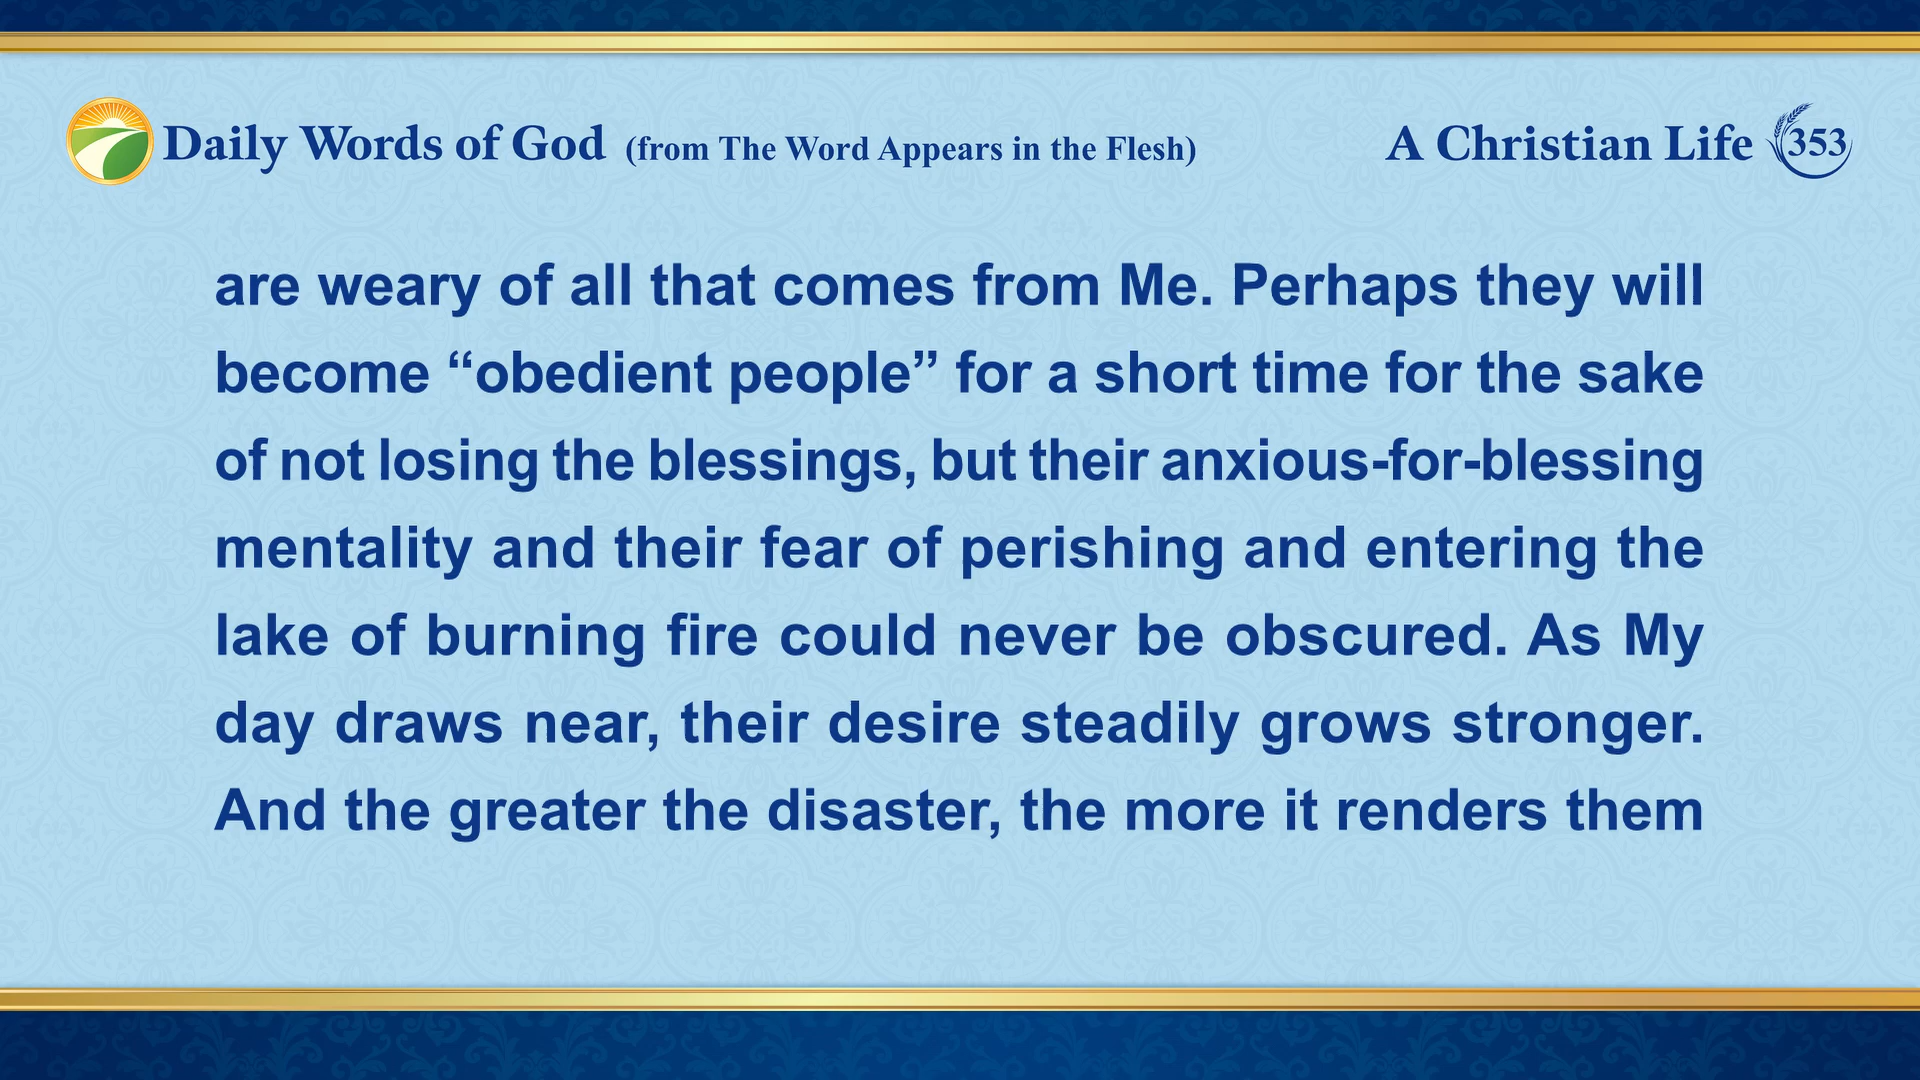 Daily Words of God (from The Word Appears in the Flesh) A Christian Life 353
are weary of all that comes from Me. Perhaps they will
become “obedient people” for a short time for the sake
of not losing the blessings, but their anxious-for-blessing
mentality and their fear of perishing and entering the
lake of burning fire could never be obscured. As My
day draws near, their desire steadily grows stronger.
And the greater the disaster, the more it renders them